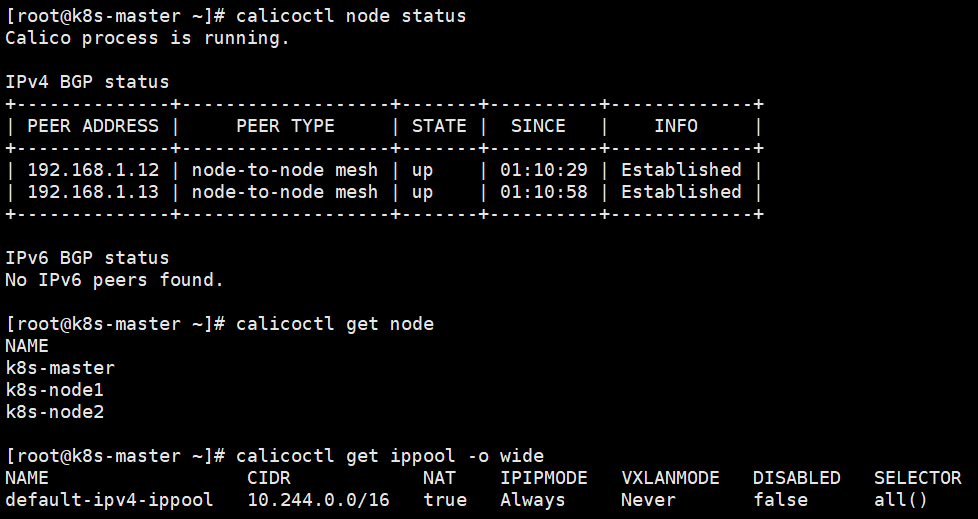 [root@k8s-master ~]# calicoctl node status
Calico process is running.

IPv4 BGP status
+--------------+-------------------+-------+----------+-------------+
| PEER ADDRESS |     PEER TYPE     | STATE |  SINCE   |    INFO     |
+--------------+-------------------+-------+----------+-------------+
| 192.168.1.12 | node-to-node mesh | up    | 01:10:29 | Established |
| 192.168.1.13 | node-to-node mesh | up    | 01:10:58 | Established |
+--------------+-------------------+-------+----------+-------------+

IPv6 BGP status
No IPv6 peers found.

[root@k8s-master ~]# calicoctl get node
NAME
k8s-master
k8s-node1
k8s-node2

[root@k8s-master ~]# calicoctl get ippool -o wide
NAME                  CIDR            NAT    IPIPMODE   VXLANMODE   DISABLED   SELECTOR
default-ipv4-ippool   10.244.0.0/16   true   Always     Never       false      all()